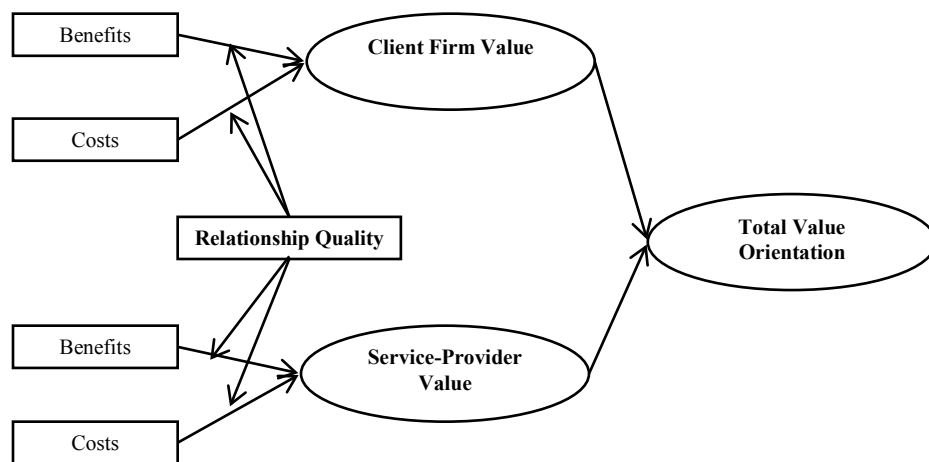 Benefits
Client Firm Value
Costs
Relationship Quality
Total Value
Orientation
Benefits
Service-Provider
Value
Costs